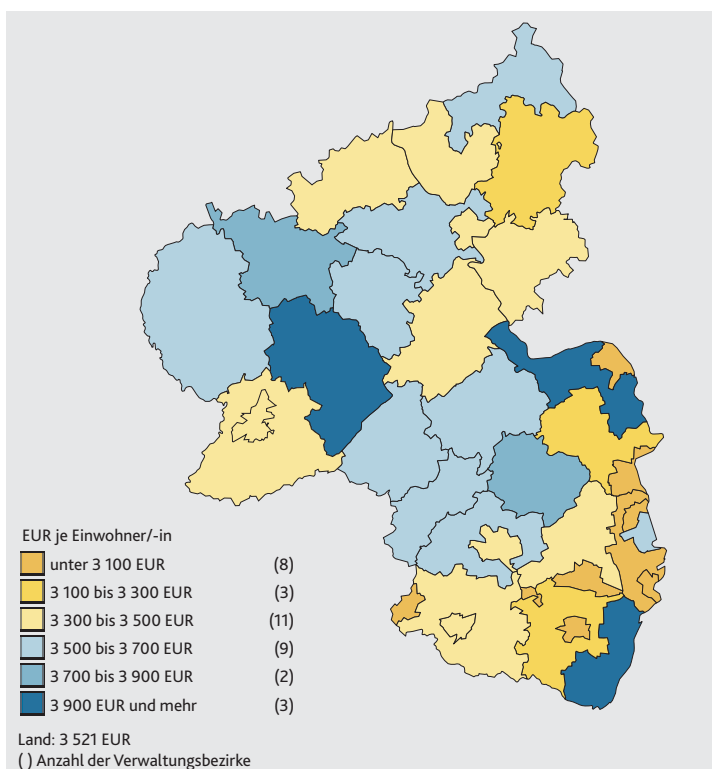 EUR je Einwohner/-in
unter 3 100 EUR (8)
3 100 bis 3 300 EUR (3)
3 300 bis 3 500 EUR (11)
3 500 bis 3 700 EUR (9)
3 700 bis 3 900 EUR (2)
3 900 EUR und mehr (3)
Land: 3 521 EUR
( ) Anzahl der Verwaltungsbezirke